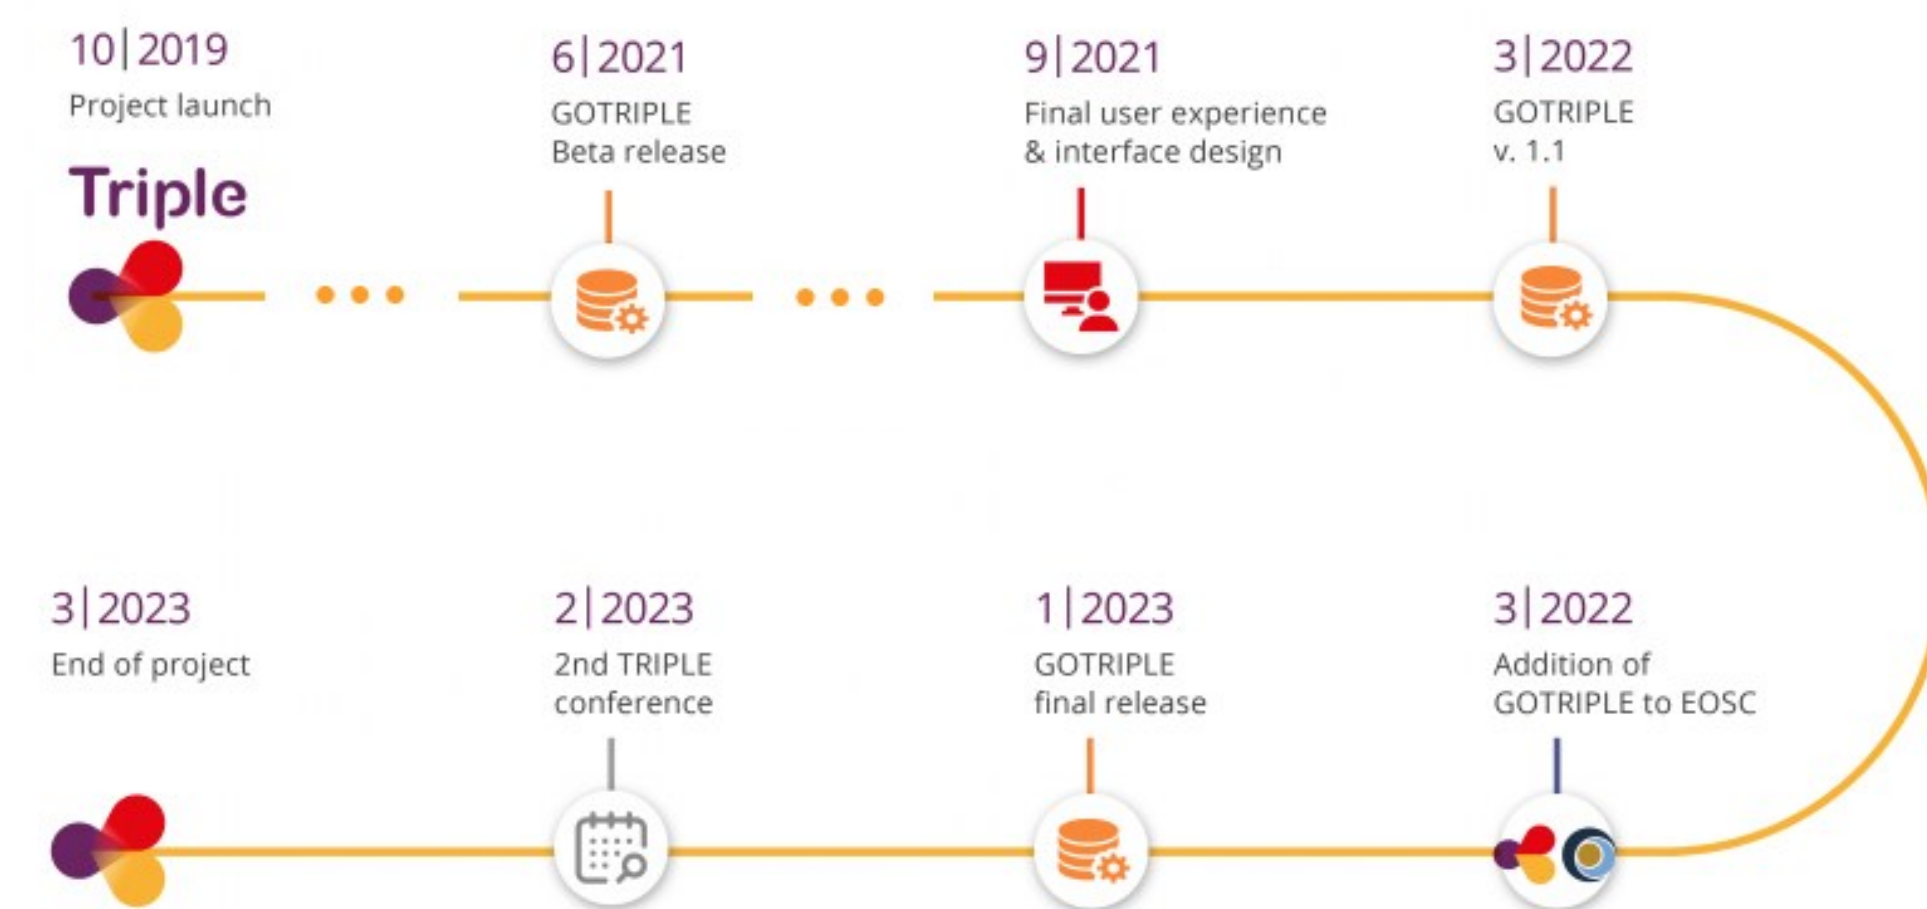 10|2019
Project launch
Triple
6|2021
GOTRIPLE
Beta release
9|2021
Final user experience
& interface design
3|2022
GOTRIPLE
v. 1.1
3|2023
End of project
2|2023
2nd TRIPLE
conference
1|2023
GOTRIPLE
final release
3|2022
Addition of
GOTRIPLE to EOSC